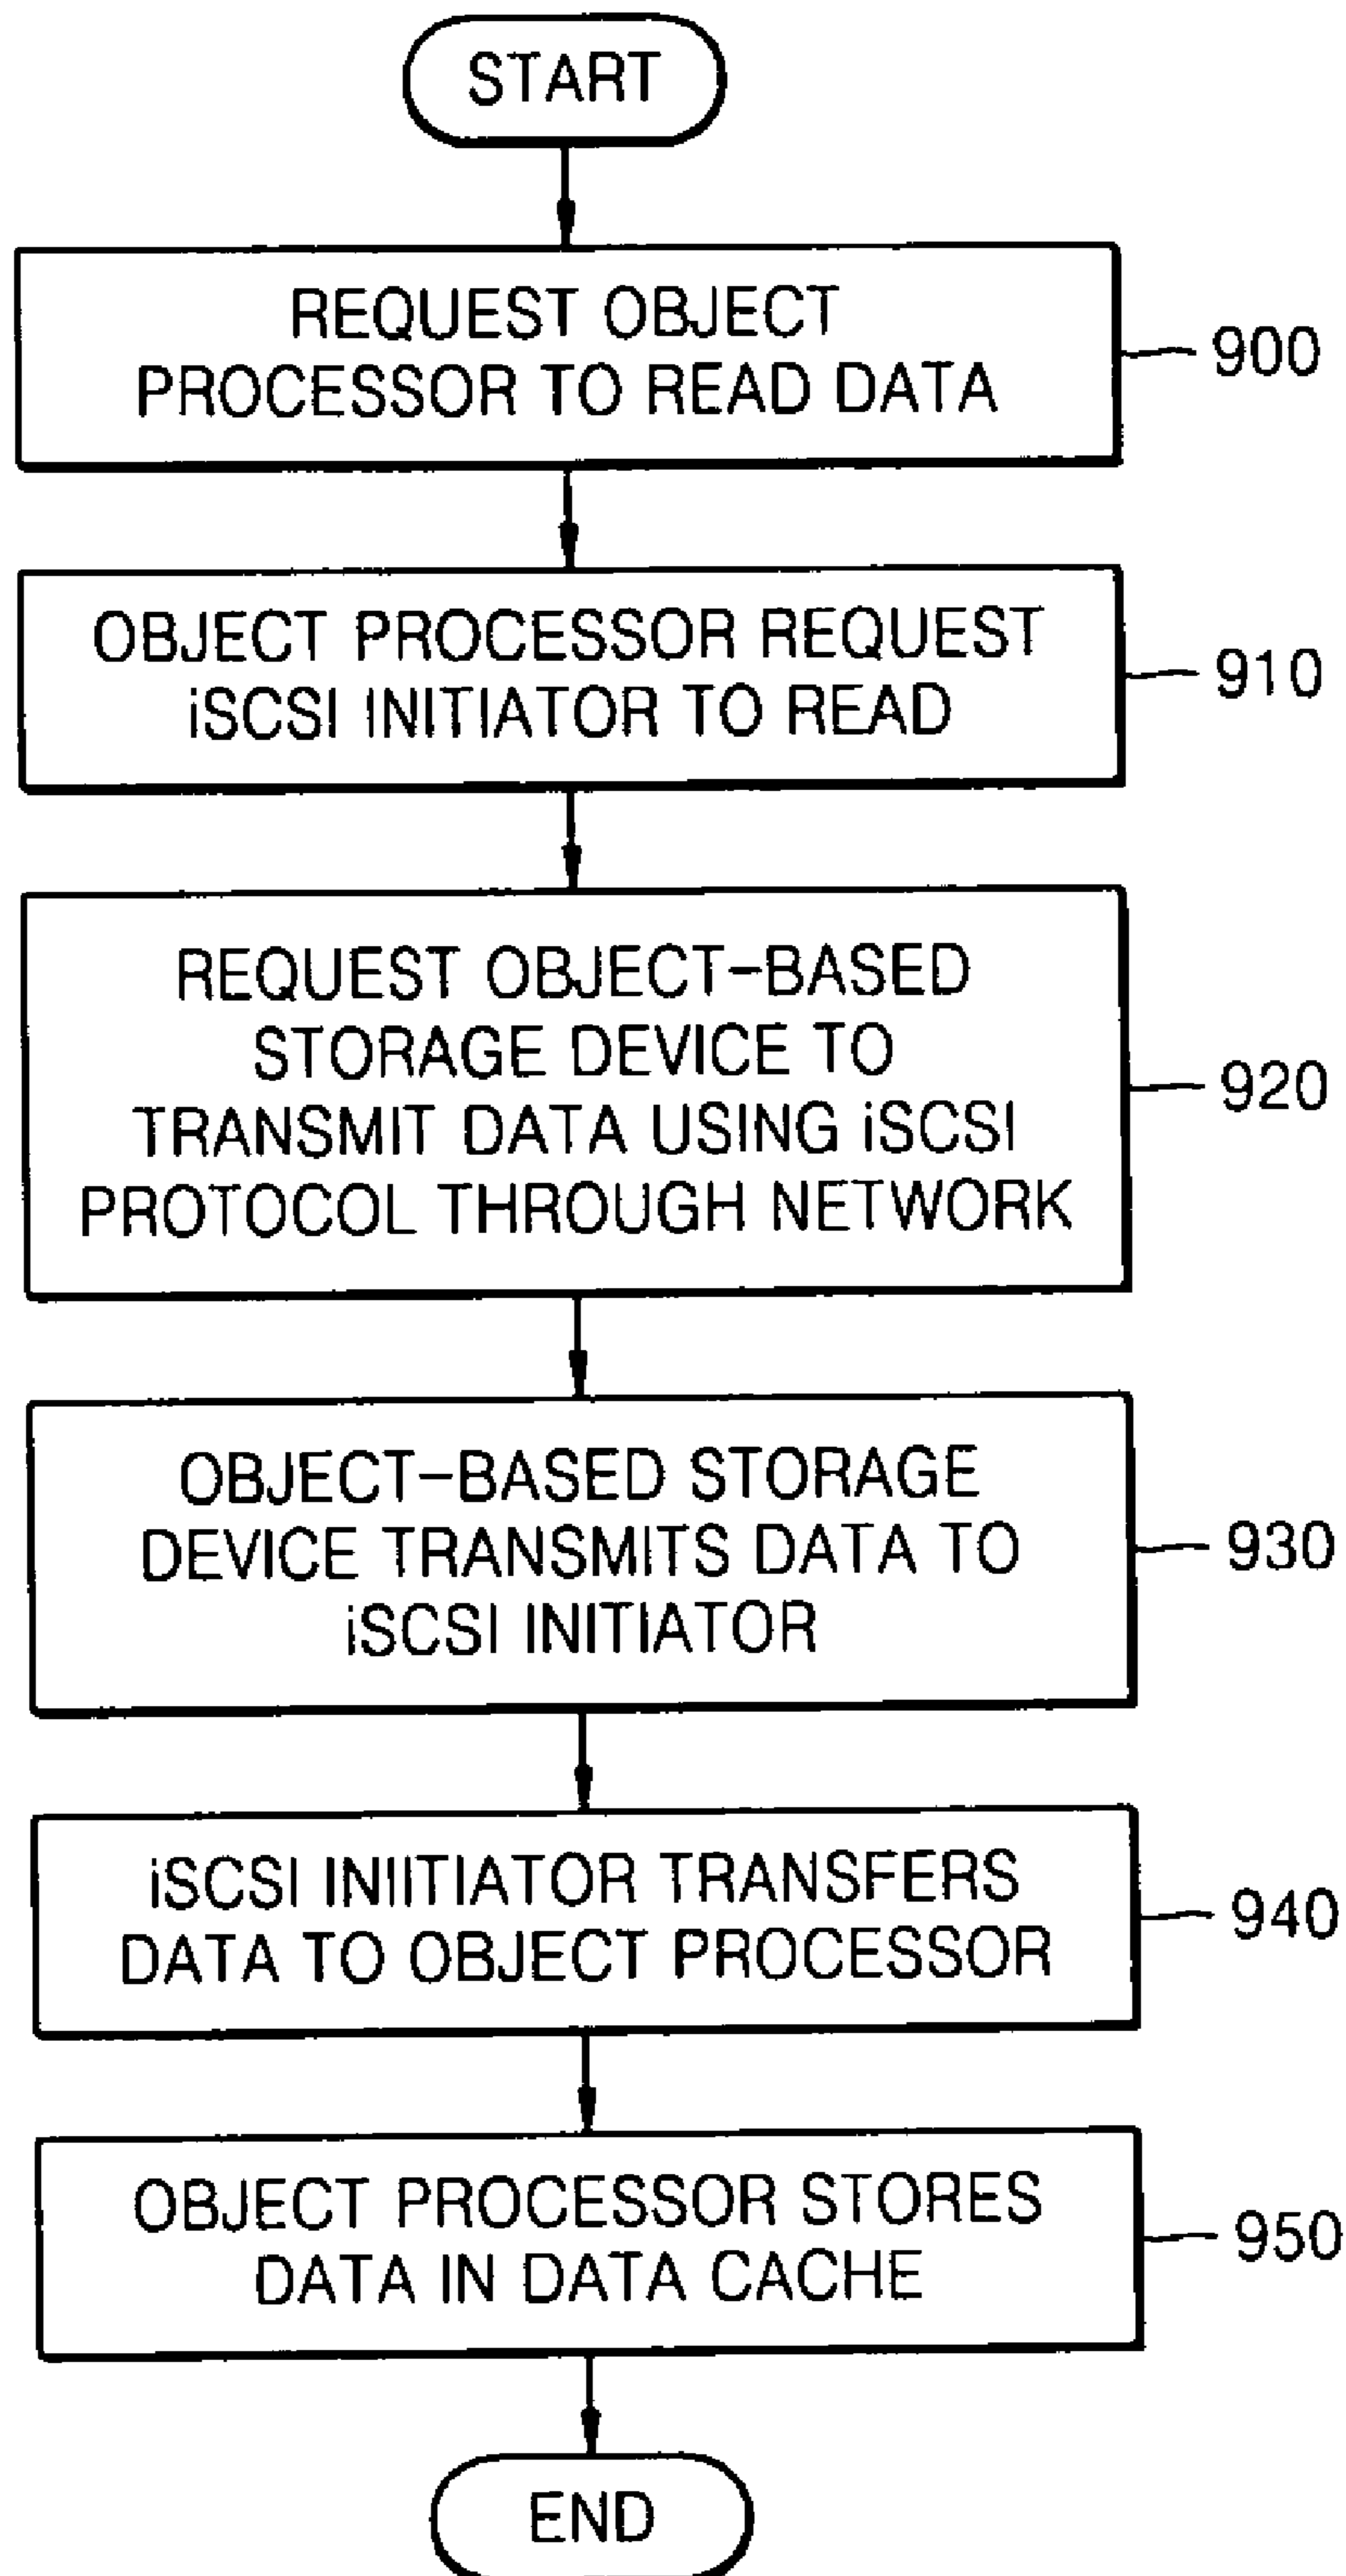 START
REQUEST OBJECT
PROCESSOR TO READ DATA
900
OBJECT PROCESSOR REQUEST
iSCSI INITIATOR TO READ
910
REQUEST OBJECT-BASED
STORAGE DEVICE TO
TRANSMIT DATA USING iSCSI
PROTOCOL THROUGH NETWORK
920
OBJECT-BASED STORAGE
DEVICE TRANSMITS DATA TO
iSCSI INITIATOR
930
iSCSI INIITIATOR TRANSFERS
DATA TO OBJECT PROCESSOR
940
OBJECT PROCESSOR STORES
DATA IN DATA CACHE
950
END